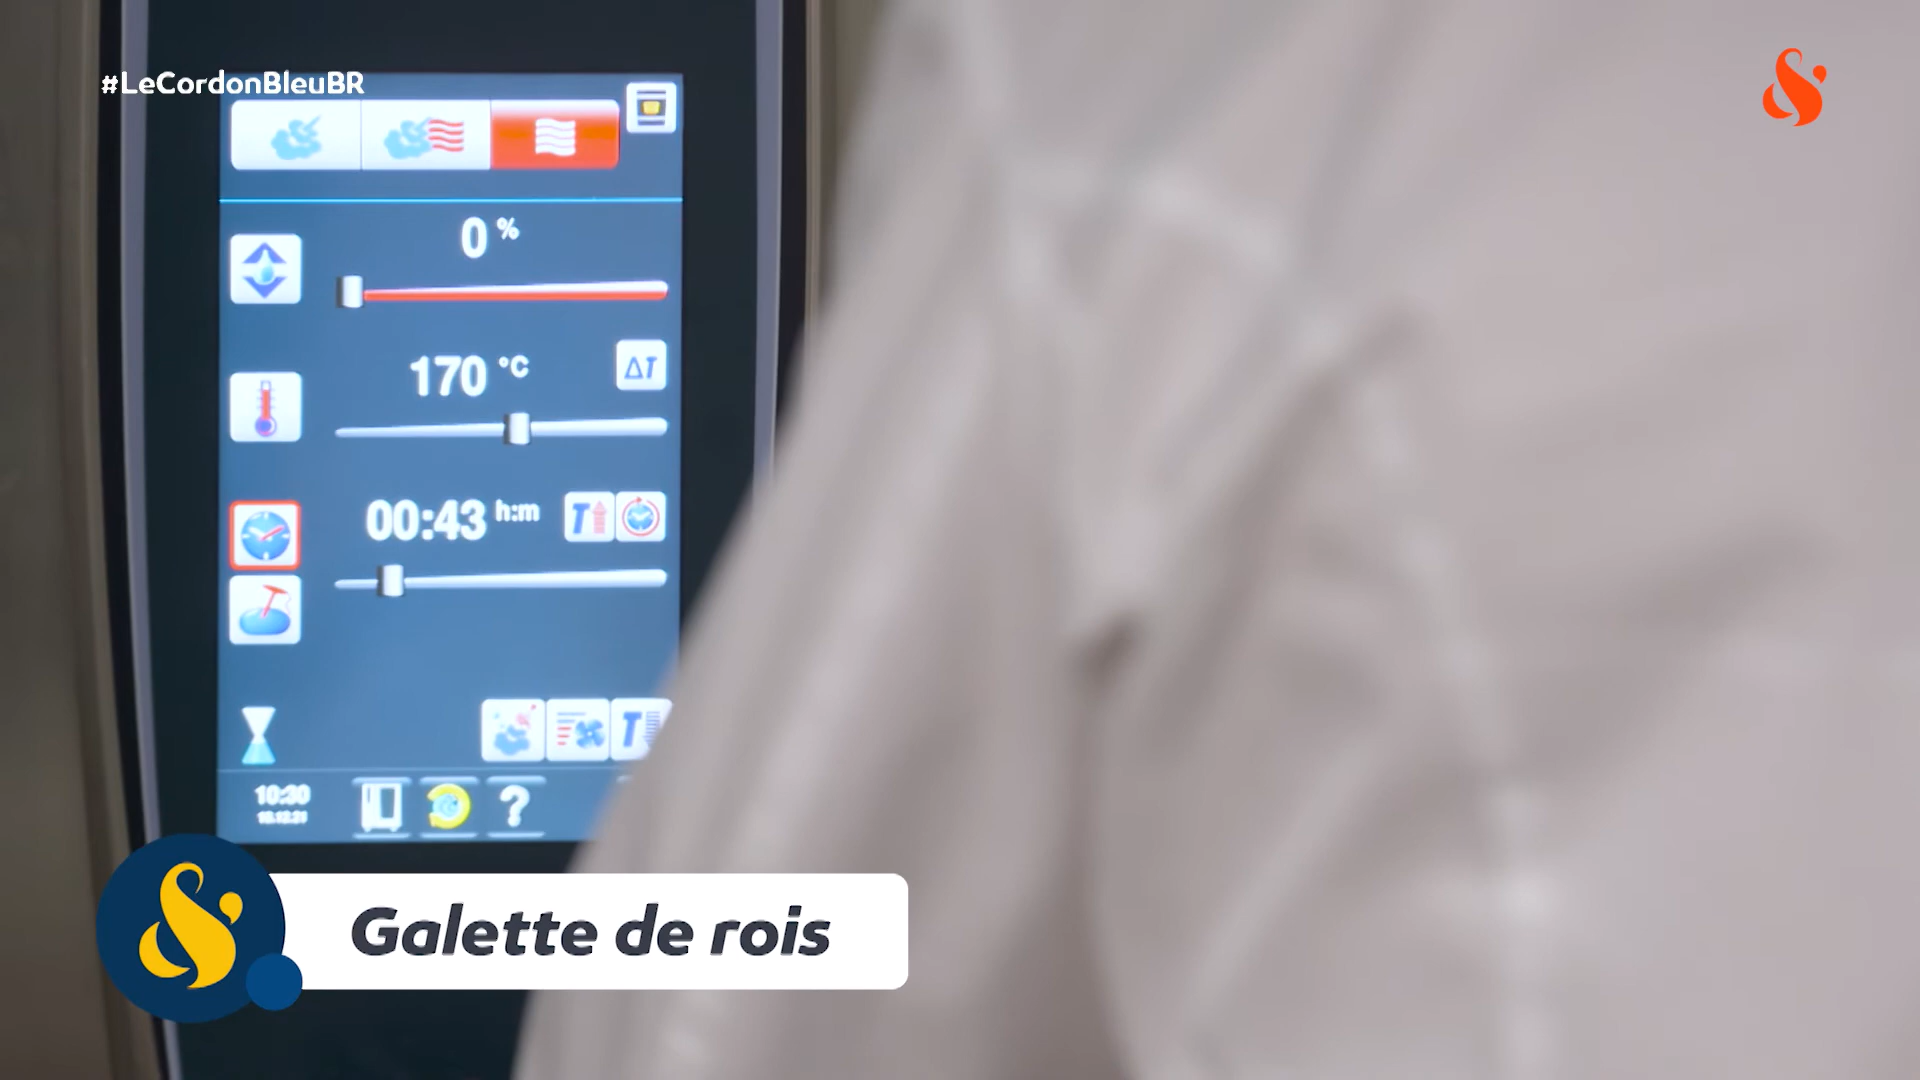 #LeCordonBleuBR
0 %
170 °C
ΔT
00:43 h:m
T
T
10:30
?
Galette de rois